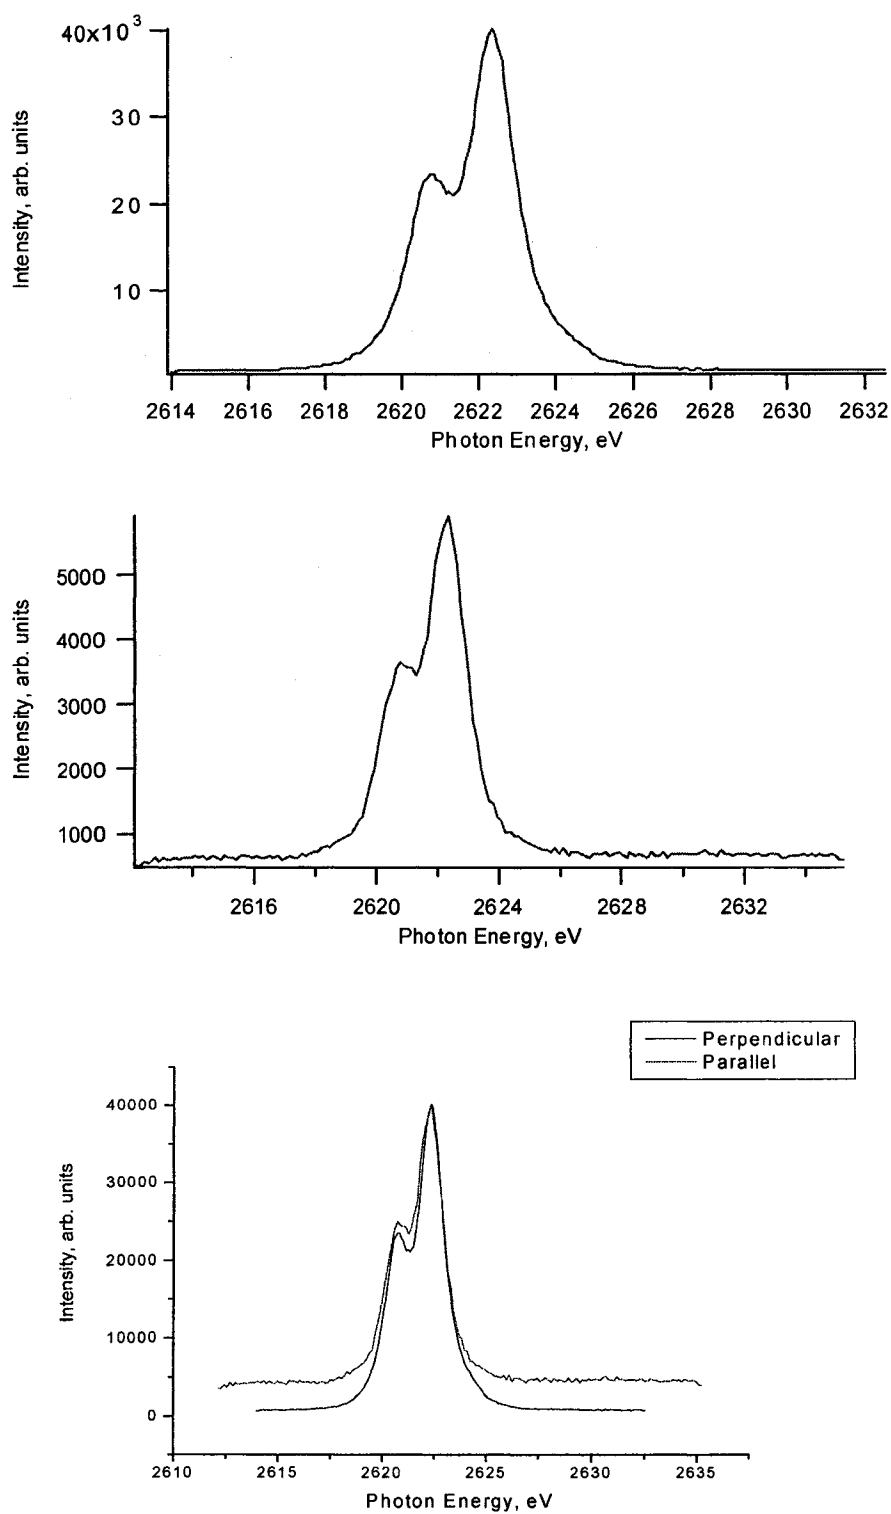 40x10³
30
20
10
Intensity, arb. units
2614 2616 2618 2620 2622 2624 2626 2628 2630 2632
Photon Energy, eV
5000
4000
3000
2000
1000
Intensity, arb. units
2616 2620 2624 2628 2632
Photon Energy, eV
Perpendicular
Parallel
40000
30000
20000
10000
0
Intensity, arb. units
2610 2615 2620 2625 2630 2635
Photon Energy, eV